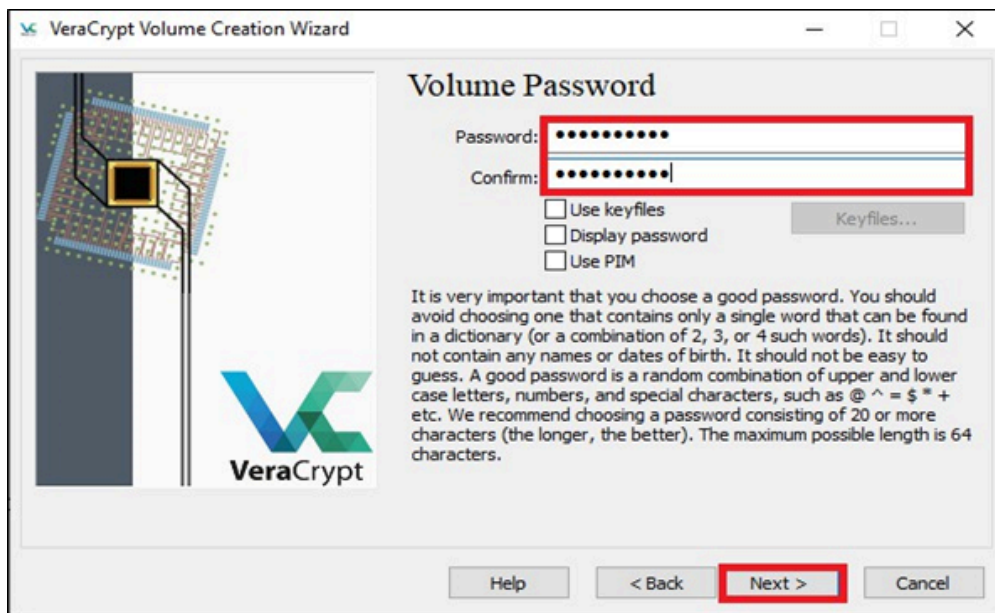 VeraCrypt Volume Creation Wizard
Volume Password
Password: ●●●●●●●●●●
Confirm: ●●●●●●●●●●
Use keyfiles
Keyfiles...
Display password
Use PIM
It is very important that you choose a good password. You should
avoid choosing one that contains only a single word that can be found
in a dictionary (or a combination of 2, 3, or 4 such words). It should
not contain any names or dates of birth. It should not be easy to
guess. A good password is a random combination of upper and lower
case letters, numbers, and special characters, such as @ ^ = $ * +
etc. We recommend choosing a password consisting of 20 or more
characters (the longer, the better). The maximum possible length is 64
characters.
VeraCrypt
Help
< Back
Next >
Cancel